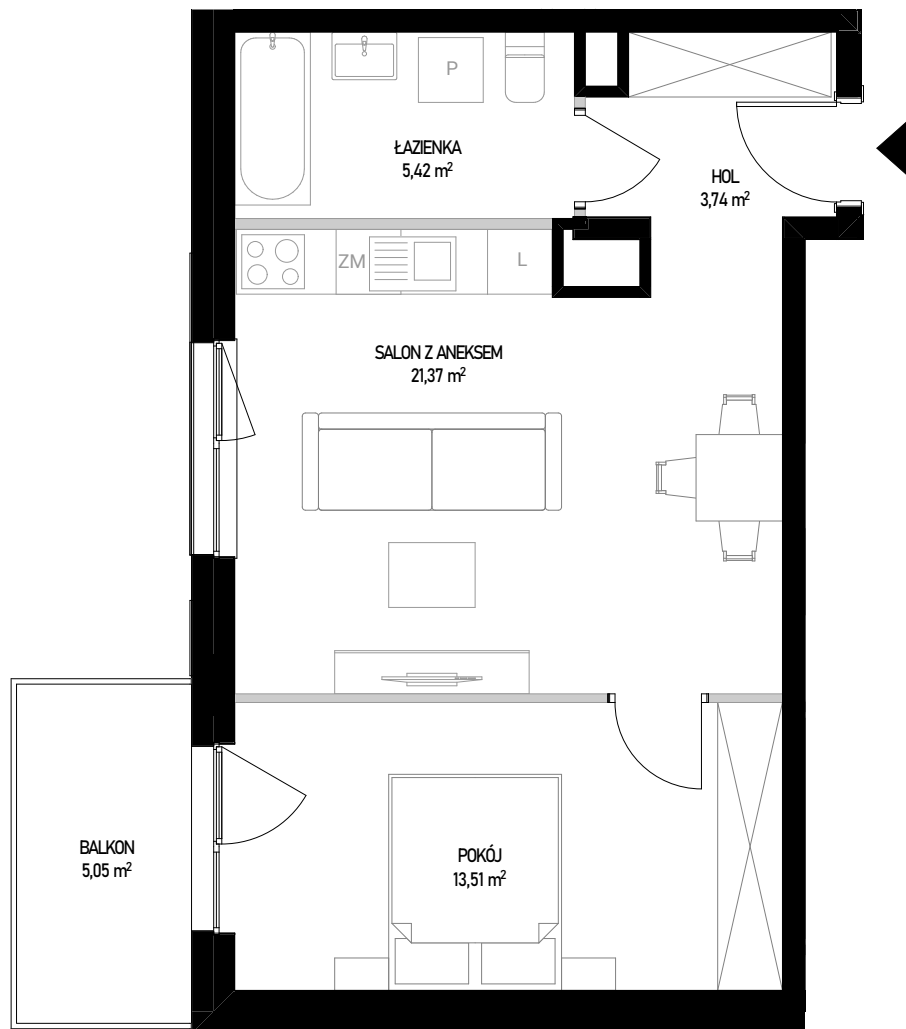 P
ŁAZIENKA
5,42 m²
HOL
3,74 m²
ZM
L
SALON Z ANEKSEM
21,37 m²
BALKON
5,05 m²
POKÓJ
13,51 m²